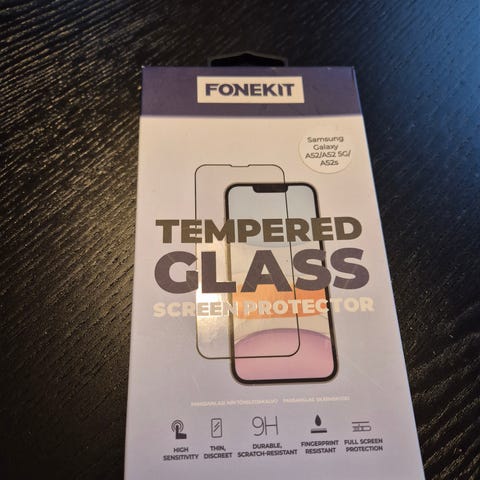 FONEKIT
Samsung
Galaxy
A52/A52 5G/
A52s
TEMPERED
GLASS
SCREEN PROTECTOR
9H
HIGH
SENSITIVITY
THIN,
DISCREET
DURABLE,
SCRATCH-RESISTANT
FINGERPRINT
RESISTANT
FULL SCREEN
PROTECTION